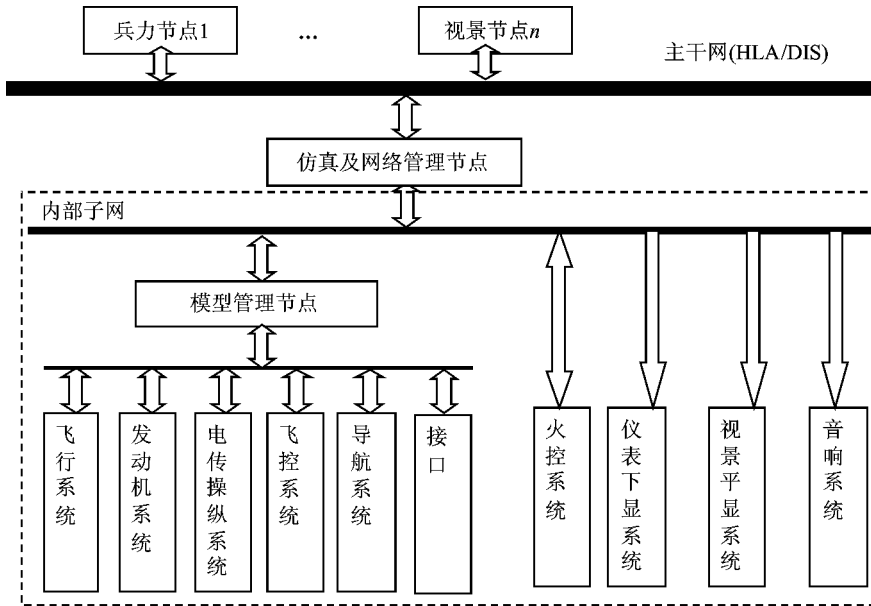 兵力节点1
...
视景节点n
主干网(HLA/DIS)
仿真及网络管理节点
内部子网
模型管理节点
飞行系统
发动机系统
电传操纵系统
飞控系统
导航系统
接口
火控系统
仪表下显系统
视景平显系统
音响系统